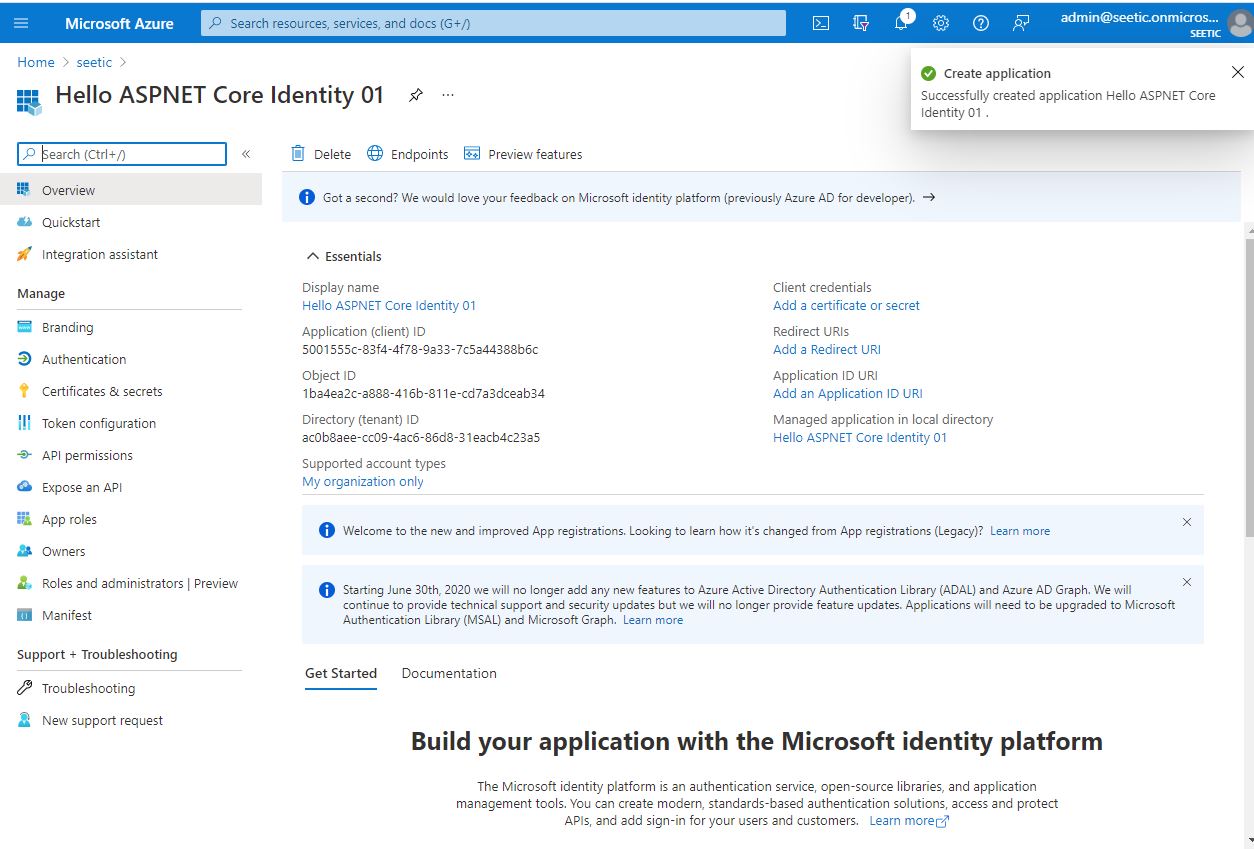 Microsoft Azure
Search resources, services, and docs (G+/)
1
admin@seetic.onmicros...
SEETIC
Home > seetic >
Hello ASPNET Core Identity 01
...
Create application
Successfully created application Hello ASPNET Core
Identity 01 .
Search (Ctrl+/)
«
Delete
Endpoints
Preview features
Overview
Quickstart
Integration assistant
Manage
Branding
Authentication
Certificates & secrets
Token configuration
API permissions
Expose an API
App roles
Owners
Roles and administrators | Preview
Manifest
Support + Troubleshooting
Troubleshooting
New support request
Got a second? We would love your feedback on Microsoft identity platform (previously Azure AD for developer). →
Essentials
Display name
Hello ASPNET Core Identity 01
Application (client) ID
5001555c-83f4-4f78-9a33-7c5a44388b6c
Object ID
1ba4ea2c-a888-416b-811e-cd7a3dceab34
Directory (tenant) ID
ac0b8aee-cc09-4ac6-86d8-31eacb4c23a5
Supported account types
My organization only
Client credentials
Add a certificate or secret
Redirect URIs
Add a Redirect URI
Application ID URI
Add an Application ID URI
Managed application in local directory
Hello ASPNET Core Identity 01
Welcome to the new and improved App registrations. Looking to learn how it's changed from App registrations (Legacy)? Learn more
Starting June 30th, 2020 we will no longer add any new features to Azure Active Directory Authentication Library (ADAL) and Azure AD Graph. We will
continue to provide technical support and security updates but we will no longer provide feature updates. Applications will need to be upgraded to Microsoft
Authentication Library (MSAL) and Microsoft Graph. Learn more
Get Started
Documentation
Build your application with the Microsoft identity platform
The Microsoft identity platform is an authentication service, open-source libraries, and application
management tools. You can create modern, standards-based authentication solutions, access and protect
APIs, and add sign-in for your users and customers. Learn more